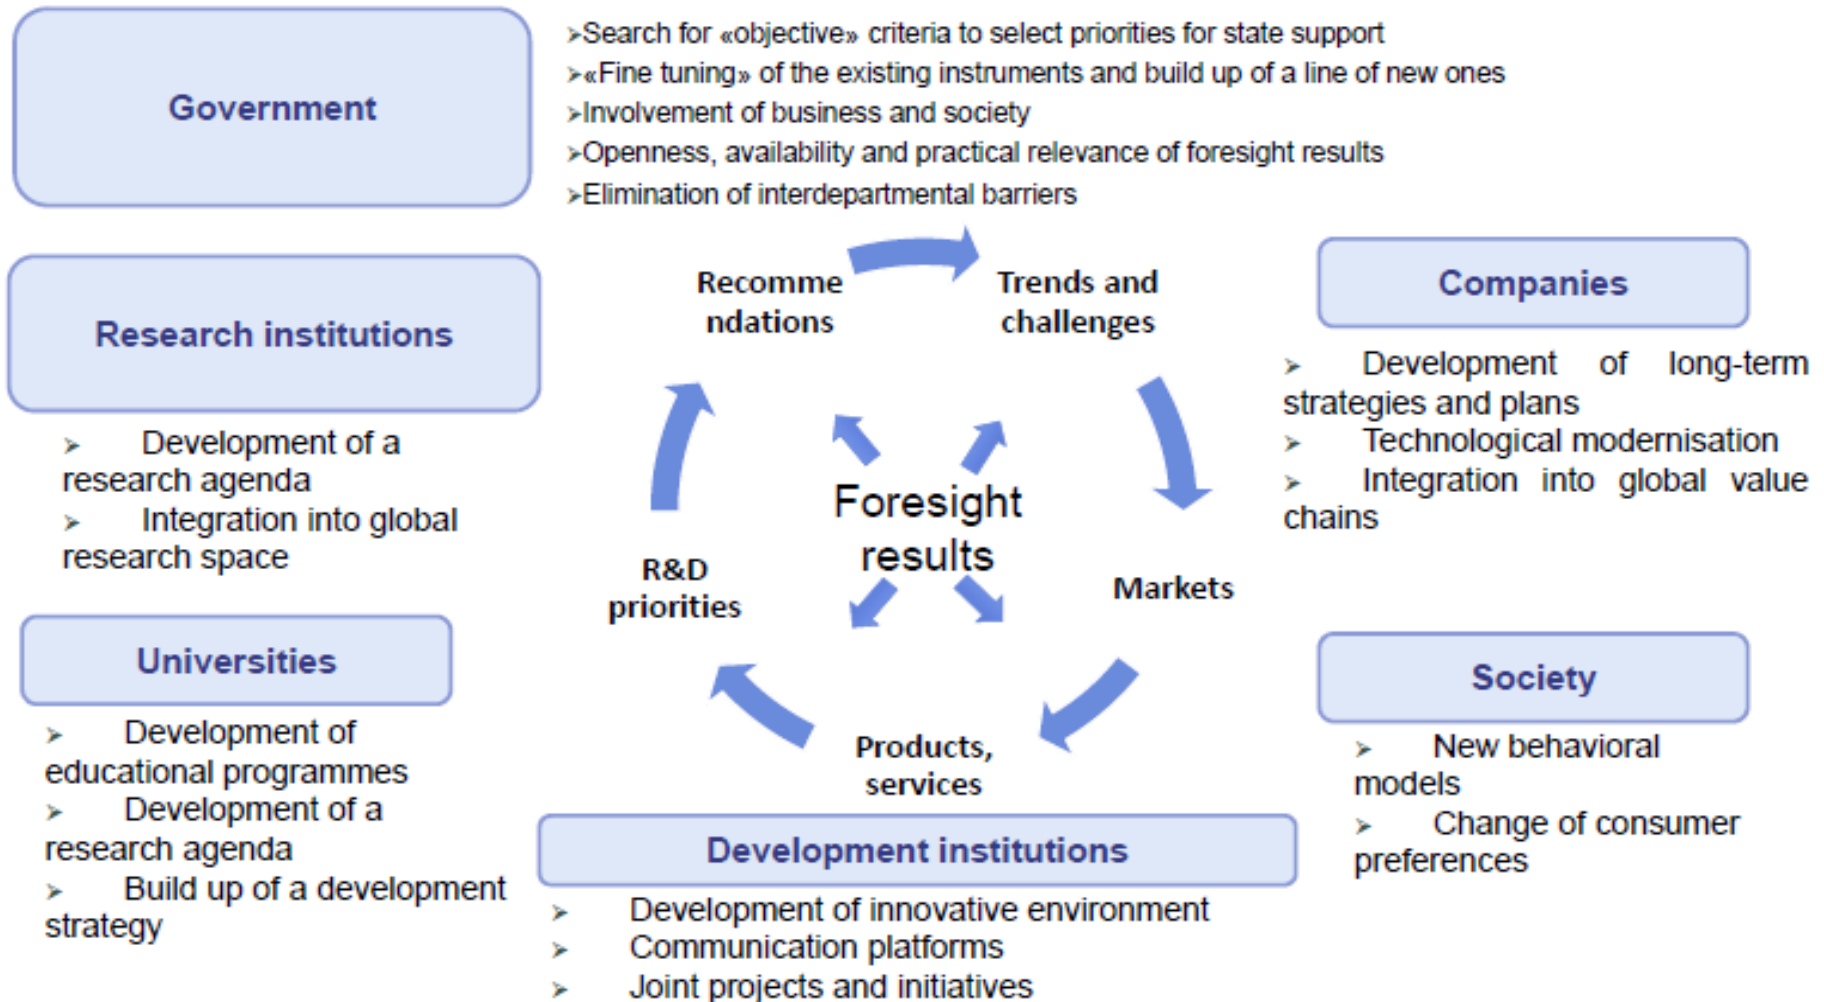 Government
➢Search for «objective» criteria to select priorities for state support
➢«Fine tuning» of the existing instruments and build up of a line of new ones
➢Involvement of business and society
➢Openness, availability and practical relevance of foresight results
➢Elimination of interdepartmental barriers
Research institutions
➢ Development of a
research agenda
➢ Integration into global
research space
Universities
➢ Development of
educational programmes
➢ Development of a
research agenda
➢ Build up of a development
strategy
Recomme
ndations
Trends and
challenges
Foresight
results
R&D
priorities
Markets
Products,
services
Development institutions
➢ Development of innovative environment
➢ Communication platforms
➢ Joint projects and initiatives
Companies
➢ Development of long-term
strategies and plans
➢ Technological modernisation
➢ Integration into global value
chains
Society
➢ New behavioral
models
➢ Change of consumer
preferences